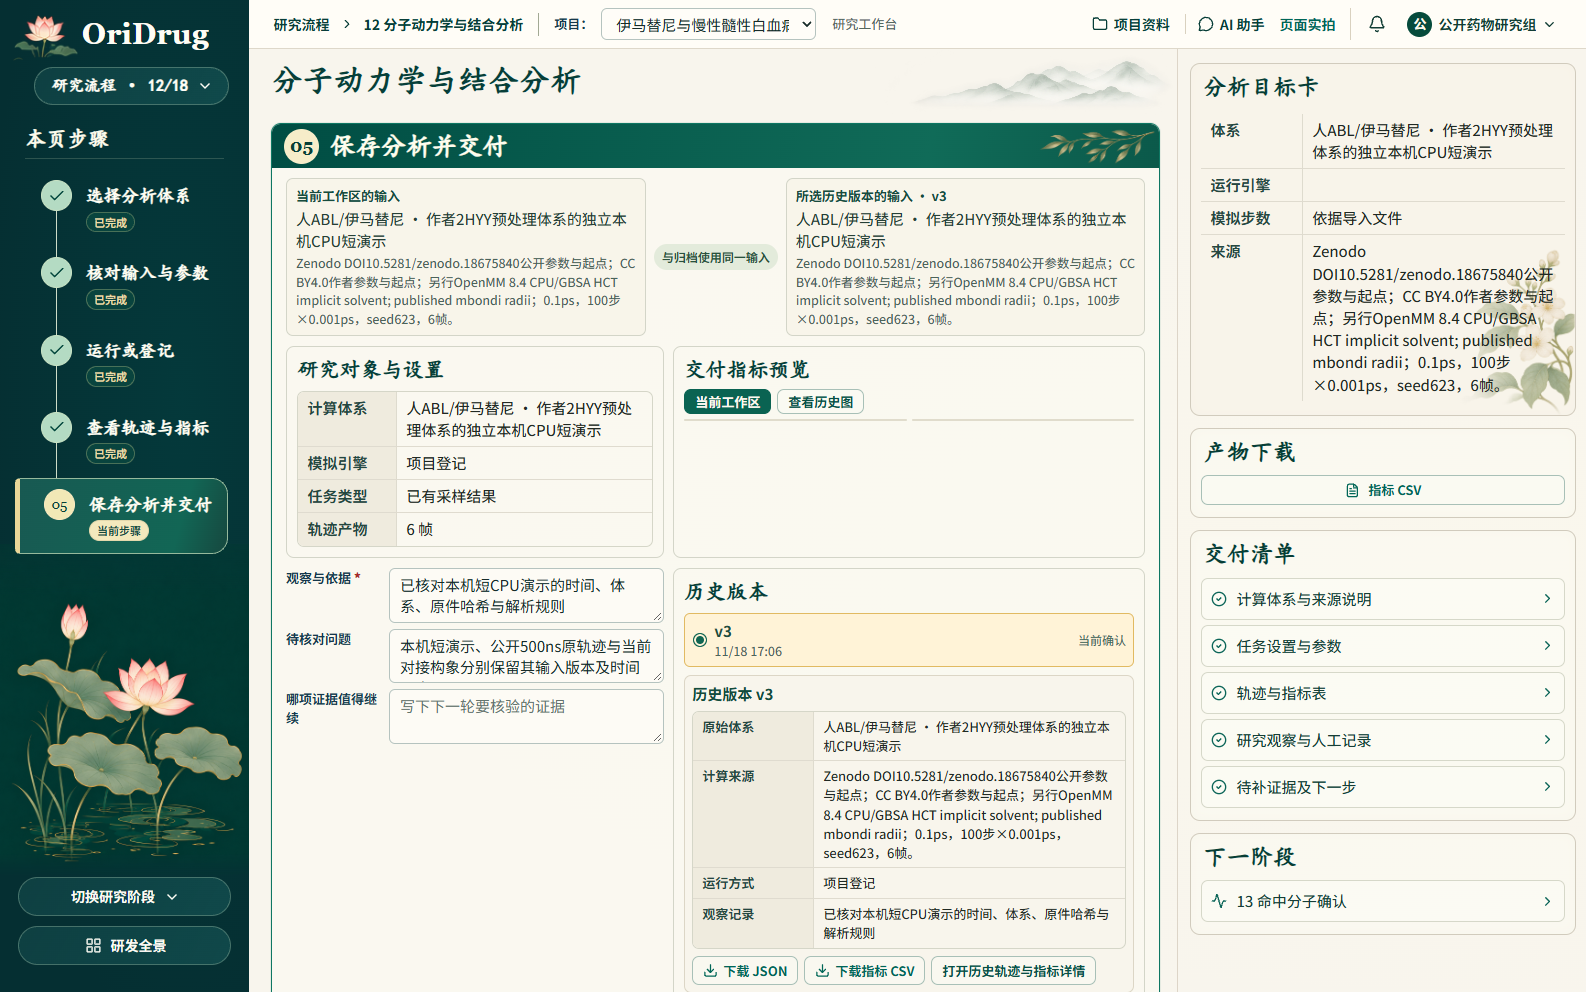 OriDrug
研究流程 • 12/18
本页步骤
选择分析体系
已完成
核对输入与参数
已完成
运行或登记
已完成
查看轨迹与指标
已完成
05
保存分析并交付
当前步骤
切换研究阶段
研发全景
研究流程
12 分子动力学与结合分析
项目：
伊马替尼与慢性髓性白血
研究工作台
项目资料
AI 助手
页面实拍
公
公开药物研究组
分子动力学与结合分析
05 保存分析并交付
当前工作区的输入
人ABL/伊马替尼 · 作者2HYY预处理体系的独立本
机CPU短演示
Zenodo DOI10.5281/zenodo.18675840公开参数与起点；CC
BY4.0作者参数与起点；另行OpenMM 8.4 CPU/GBSA HCT
implicit solvent; published mbondi radii；0.1ps，100步
×0.001ps，seed623，6帧。
与归档使用同一输入
所选历史版本的输入 · v3
人ABL/伊马替尼 · 作者2HYY预处理体系的独立本
机CPU短演示
Zenodo DOI10.5281/zenodo.18675840公开参数与起点；CC
BY4.0作者参数与起点；另行OpenMM 8.4 CPU/GBSA HCT
implicit solvent; published mbondi radii；0.1ps，100步
×0.001ps，seed623，6帧。
研究对象与设置
计算体系
人ABL/伊马替尼 · 作者2HYY预处
理体系的独立本机CPU短演示
模拟引擎
项目登记
任务类型
已有采样结果
轨迹产物
6 帧
交付指标预览
当前工作区
查看历史图
观察与依据 *
已核对本机短CPU演示的时间、体
系、原件哈希与解析规则
待核对问题
本机短演示、公开500ns原轨迹与当前
对接构象分别保留其输入版本及时间
哪项证据值得继
续
写下下一轮要核验的证据
历史版本
v3
11/18 17:06
当前确认
历史版本 v3
原始体系
人ABL/伊马替尼 · 作者2HYY预处理体系的独立本
机CPU短演示
计算来源
Zenodo DOI10.5281/zenodo.18675840公开参数
与起点；CC BY4.0作者参数与起点；另行OpenMM
8.4 CPU/GBSA HCT implicit solvent; published
mbondi radii；0.1ps，100步×0.001ps，
seed623，6帧。
运行方式
项目登记
观察记录
已核对本机短CPU演示的时间、体系、原件哈希与
解析规则
下载 JSON
下载指标 CSV
打开历史轨迹与指标详情
分析目标卡
体系
人ABL/伊马替尼 · 作者2HYY预处理
体系的独立本机CPU短演示
运行引擎
模拟步数
依据导入文件
来源
Zenodo
DOI10.5281/zenodo.18675840公开
参数与起点；CC BY4.0作者参数与起
点；另行OpenMM 8.4 CPU/GBSA
HCT implicit solvent; published
mbondi radii；0.1ps，100步
×0.001ps，seed623，6帧。
产物下载
指标 CSV
交付清单
计算体系与来源说明
任务设置与参数
轨迹与指标表
研究观察与人工记录
待补证据及下一步
下一阶段
13 命中分子确认